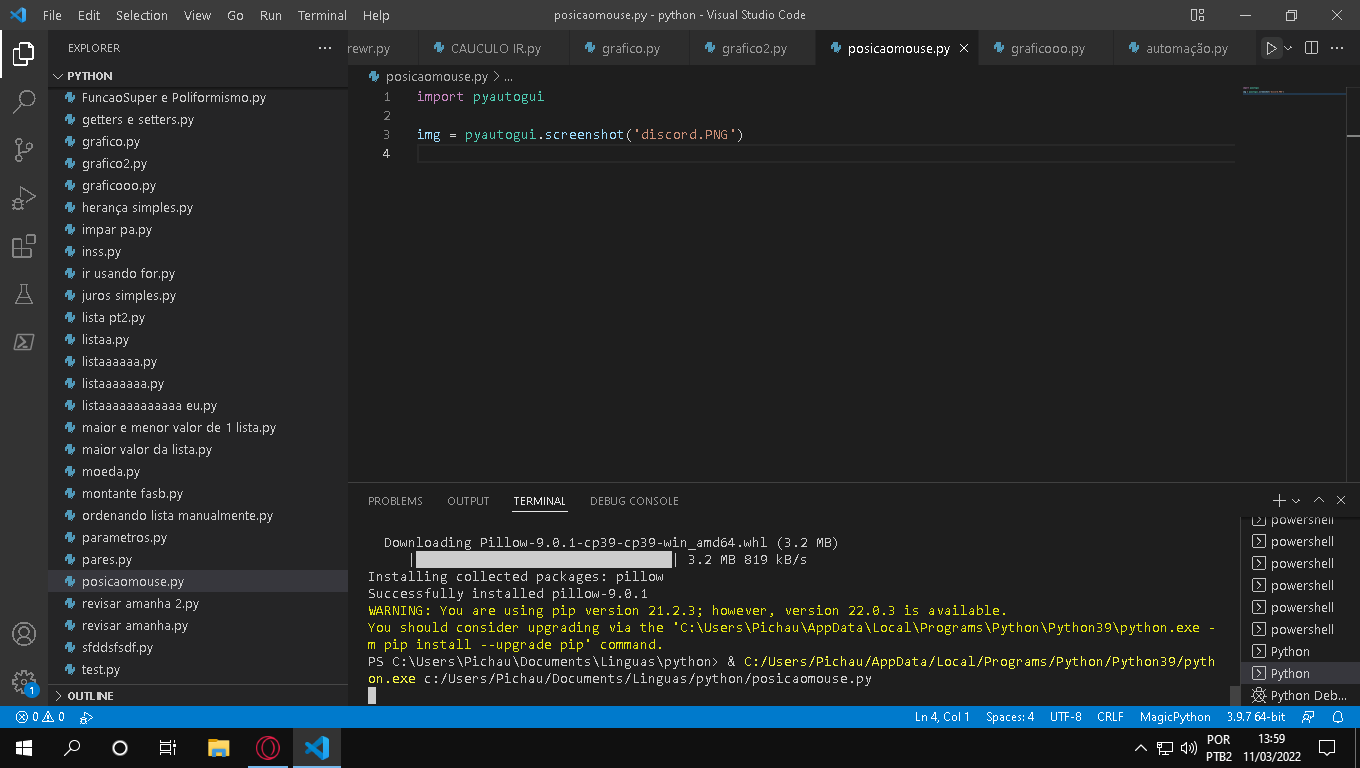 File Edit Selection View Go Run Terminal Help
posicaomouse.py - python - Visual Studio Code
EXPLORER
PYTHON
FuncaoSuper e Poliformismo.py
getters e setters.py
grafico.py
grafico2.py
graficooo.py
herança simples.py
impar pa.py
inss.py
ir usando for.py
juros simples.py
lista pt2.py
listaa.py
listaaaaaa.py
listaaaaaaa.py
listaaaaaaaaaaaa eu.py
maior e menor valor de 1 lista.py
maior valor da lista.py
moeda.py
montante fasb.py
ordenando lista manualmente.py
parametros.py
pares.py
posicaomouse.py
revisar amanha 2.py
revisar amanha.py
sfddsfsdf.py
test.py
OUTLINE
rewr.py CAUCULO IR.py grafico.py grafico2.py posicaomouse.py graficooo.py automação.py
posicaomouse.py > ...
1 import pyautogui
2
3 img = pyautogui.screenshot('discord.PNG')
4
PROBLEMS OUTPUT TERMINAL DEBUG CONSOLE
Downloading Pillow-9.0.1-cp39-cp39-win_amd64.whl (3.2 MB)
| | 3.2 MB 819 kB/s
Installing collected packages: pillow
Successfully installed pillow-9.0.1
WARNING: You are using pip version 21.2.3; however, version 22.0.3 is available.
You should consider upgrading via the 'C:\Users\Pichau\AppData\Local\Programs\Python\Python39\python.exe -
m pip install --upgrade pip' command.
PS C:\Users\Pichau\Documents\Linguas\python> & C:/Users/Pichau/AppData/Local/Programs/Python/Python39/pyth
on.exe c:/Users/Pichau/Documents/Linguas/python/posicaomouse.py
powershell
powershell
powershell
powershell
powershell
powershell
Python
Python
Python Deb...
1
0 0 Ln 4, Col 1 Spaces: 4 UTF-8 CRLF MagicPython 3.9.7 64-bit
POR
PTB2
13:59
11/03/2022